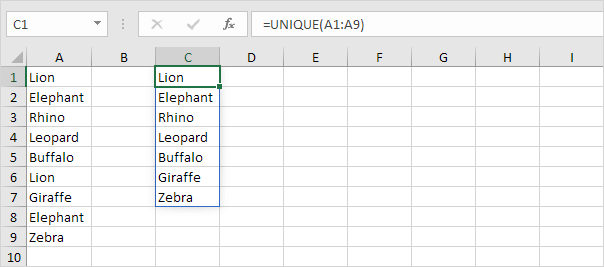 C1 fx =UNIQUE(A1:A9)
A B C D E F G H I
1 Lion Lion
2 Elephant Elephant
3 Rhino Rhino
4 Leopard Leopard
5 Buffalo Buffalo
6 Lion Giraffe
7 Giraffe Zebra
8 Elephant
9 Zebra
10